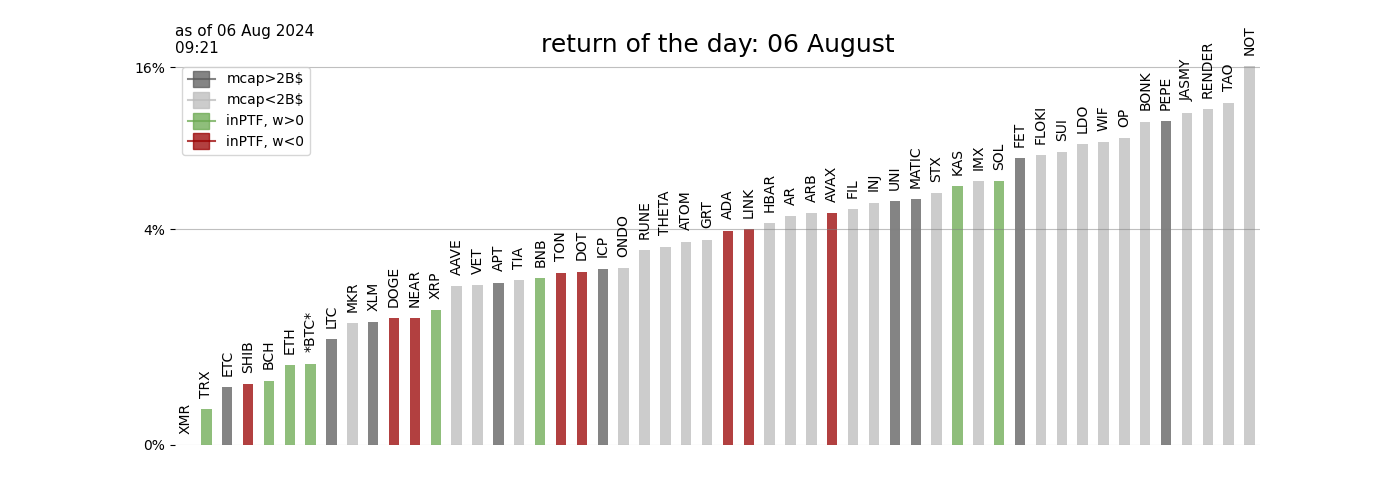 as of 06 Aug 2024
09:21
return of the day: 06 August
16%
4%
0%
mcap>2B$
mcap<2B$
inPTF, w>0
inPTF, w<0
XMR
TRX
ETC
SHIB
BCH
ETH
*BTC*
LTC
MKR
XLM
DOGE
NEAR
XRP
AAVE
VET
APT
TIA
BNB
TON
DOT
ICP
ONDO
RUNE
THETA
ATOM
GRT
ADA
LINK
HBAR
AR
ARB
AVAX
FIL
INJ
UNI
MATIC
STX
KAS
IMX
SOL
FET
FLOKI
SUI
LDO
WIF
OP
BONK
PEPE
JASMY
RENDER
TAO
NOT